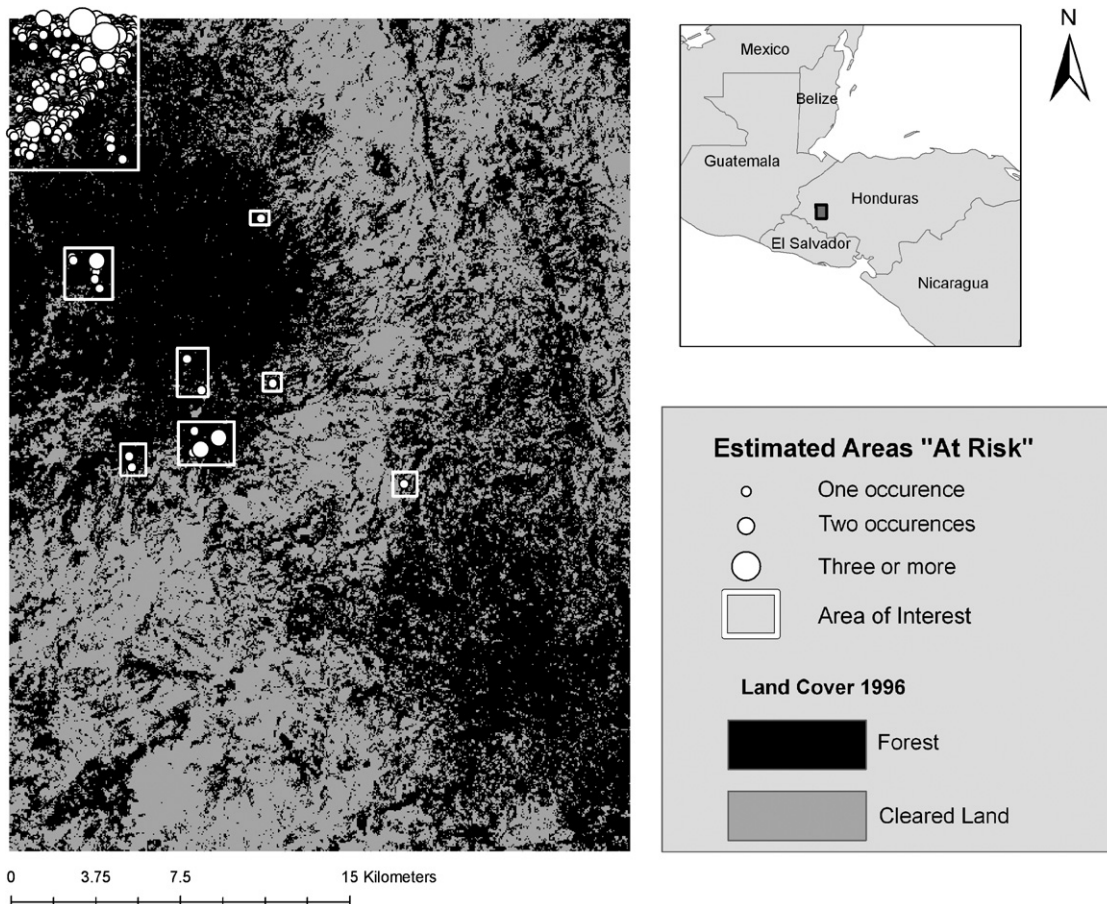 N
Mexico
Belize
Guatemala
Honduras
El Salvador
Nicaragua
Estimated Areas "At Risk"
One occurence
Two occurences
Three or more
Area of Interest
Land Cover 1996
Forest
Cleared Land
0 3.75 7.5 15 Kilometers